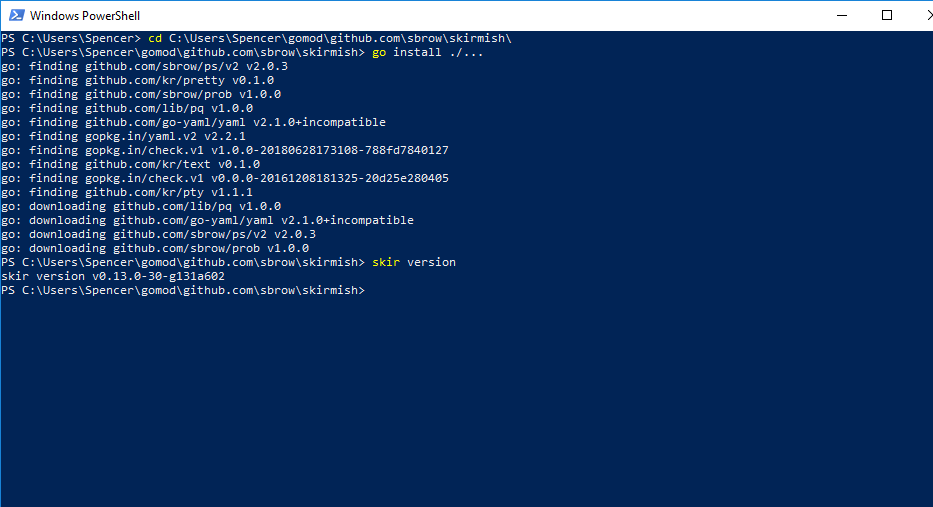 Windows PowerShell
PS C:\Users\Spencer> cd C:\Users\Spencer\gomod\github.com\sbrow\skirmish\
PS C:\Users\Spencer\gomod\github.com\sbrow\skirmish> go install ./...
go: finding github.com/sbrow/ps/v2 v2.0.3
go: finding github.com/kr/pretty v0.1.0
go: finding github.com/sbrow/prob v1.0.0
go: finding github.com/lib/pq v1.0.0
go: finding github.com/go-yaml/yaml v2.1.0+incompatible
go: finding gopkg.in/yaml.v2 v2.2.1
go: finding gopkg.in/check.v1 v1.0.0-20180628173108-788fd7840127
go: finding github.com/kr/text v0.1.0
go: finding gopkg.in/check.v1 v0.0.0-20161208181325-20d25e280405
go: finding github.com/kr/pty v1.1.1
go: downloading github.com/lib/pq v1.0.0
go: downloading github.com/go-yaml/yaml v2.1.0+incompatible
go: downloading github.com/sbrow/ps/v2 v2.0.3
go: downloading github.com/sbrow/prob v1.0.0
PS C:\Users\Spencer\gomod\github.com\sbrow\skirmish> skir version
skir version v0.13.0-30-g131a602
PS C:\Users\Spencer\gomod\github.com\sbrow\skirmish>